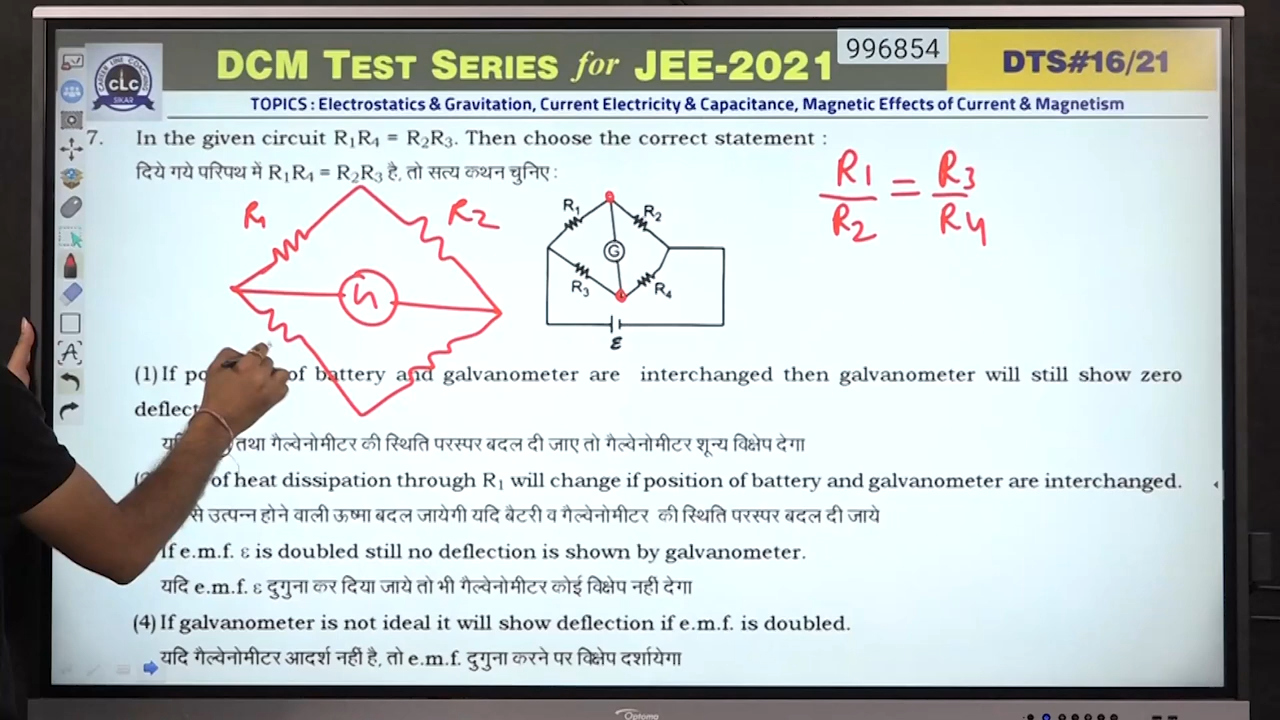 DCM TEST SERIES for JEE-2021
996854
DTS#16/21
CLC
SIKAR
TOPICS : Electrostatics & Gravitation, Current Electricity & Capacitance, Magnetic Effects of Current & Magnetism
7. In the given circuit R₁R₄ = R₂R₃. Then choose the correct statement :
दिये गये परिपथ में R₁R₄ = R₂R₃ है, तो सत्य कथन चुनिए :
R1 R2
G
R₁ R₂
G
R₃ R₄
ε
R1/R2 = R3/R4
(1) If of battery and galvanometer are interchanged then galvanometer will still show zero
तथा गैल्वेनोमीटर की स्थिति परस्पर बदल दी जाए तो गैल्वेनोमीटर शून्य विक्षेप देगा
of heat dissipation through R₁ will change if position of battery and galvanometer are interchanged.
से उत्पन्न होने वाली ऊष्मा बदल जायेगी यदि बैटरी व गैल्वेनोमीटर की स्थिति परस्पर बदल दी जाये
If e.m.f. ε is doubled still no deflection is shown by galvanometer.
यदि e.m.f. ε दुगुना कर दिया जाये तो भी गैल्वेनोमीटर कोई विक्षेप नहीं देगा
(4) If galvanometer is not ideal it will show deflection if e.m.f. is doubled.
यदि गैल्वेनोमीटर आदर्श नहीं है, तो e.m.f. दुगुना करने पर विक्षेप दर्शायेगा
Optoma